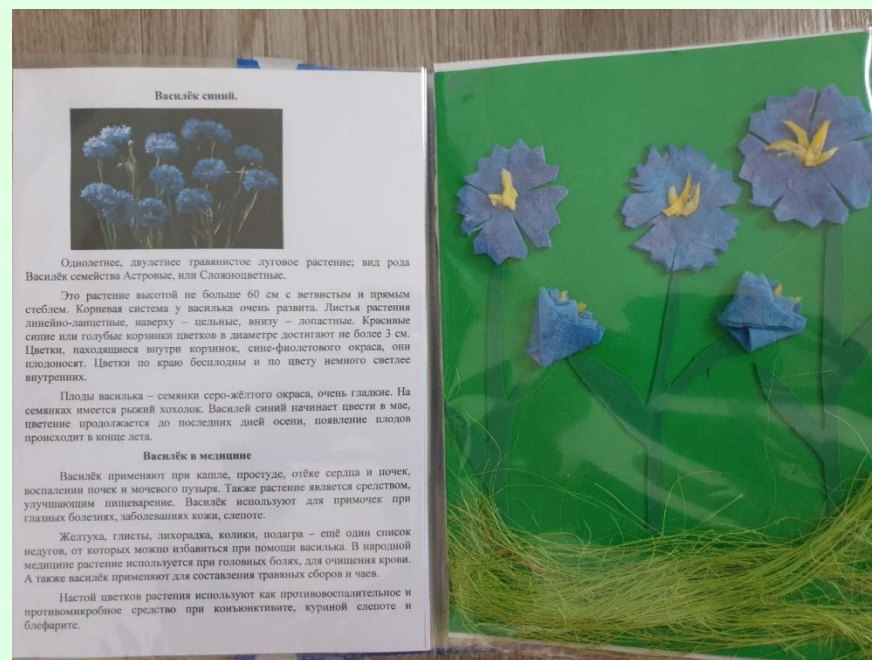 Василёк синий.
Однолетнее, двулетнее травянистое луговое растение; вид рода
Василёк семейства Астровые, или Сложноцветные.
Это растение высотой не больше 60 см с ветвистым и прямым
стеблем. Корневая система у василька очень развита. Листья растения
линейно-ланцетные, наверху – цельные, внизу – лопастные. Красивые
синие или голубые корзинки цветков в диаметре достигают не более 3 см.
Цветки, находящиеся внутри корзинок, сине-фиолетового окраса, они
плодоносят. Цветки по краю бесплодны и по цвету немного светлее
внутренних.
Плоды василька – семянки серо-жёлтого окраса, очень гладкие. На
семянках имеется рыжий хохолок. Василей синий начинает цвести в мае,
цветение продолжается до последних дней осени, появление плодов
происходит в конце лета.
Василёк в медицине
Василёк применяют при кашле, простуде, отёке сердца и почек,
воспалении почек и мочевого пузыря. Также растение является средством,
улучшающим пищеварение. Василёк используют для примочек при
глазных болезнях, заболеваниях кожи, слепоте.
Желтуха, глисты, лихорадка, колики, подагра – ещё один список
недугов, от которых можно избавиться при помощи василька. В народной
медицине растение используется при головных болях, для очищения крови.
А также василёк применяют для составления травяных сборов и чаев.
Настой цветков растения используют как противовоспалительное и
противомикробное средство при конъюнктивите, куриной слепоте и
блефарите.